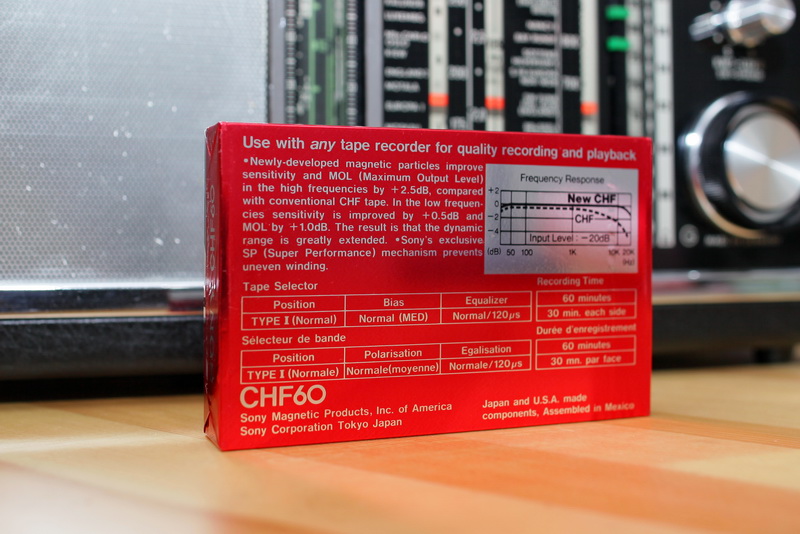 Use with any tape recorder for quality recording and playback
•Newly-developed magnetic particles improve
sensitivity and MOL (Maximum Output Level)
in the high frequencies by +2.5dB, compared
with conventional CHF tape. In the low frequen-
cies sensitivity is improved by +0.5dB and
MOL by +1.0dB. The result is that the dynamic
range is greatly extended. •Sony's exclusive
SP (Super Performance) mechanism prevents
uneven winding.
Frequency Response
+2
0
-2
-4
New CHF
CHF
Input Level : -20dB
(dB) 50 100 1K 10K 20K
(Hz)
Tape Selector
Position Bias Equalizer
TYPE I (Normal) Normal (MED) Normal/120μs
Recording Time
60 minutes
30 min. each side
Sélecteur de bande
Position Polarisation Egalisation
TYPE I (Normale) Normale(moyenne) Normale/120μs
Durée d'enregistrement
60 minutes
30 mn. par face
CHF60
Sony Magnetic Products, Inc. of America
Sony Corporation Tokyo Japan
Japan and U.S.A. made
components, Assembled in Mexico